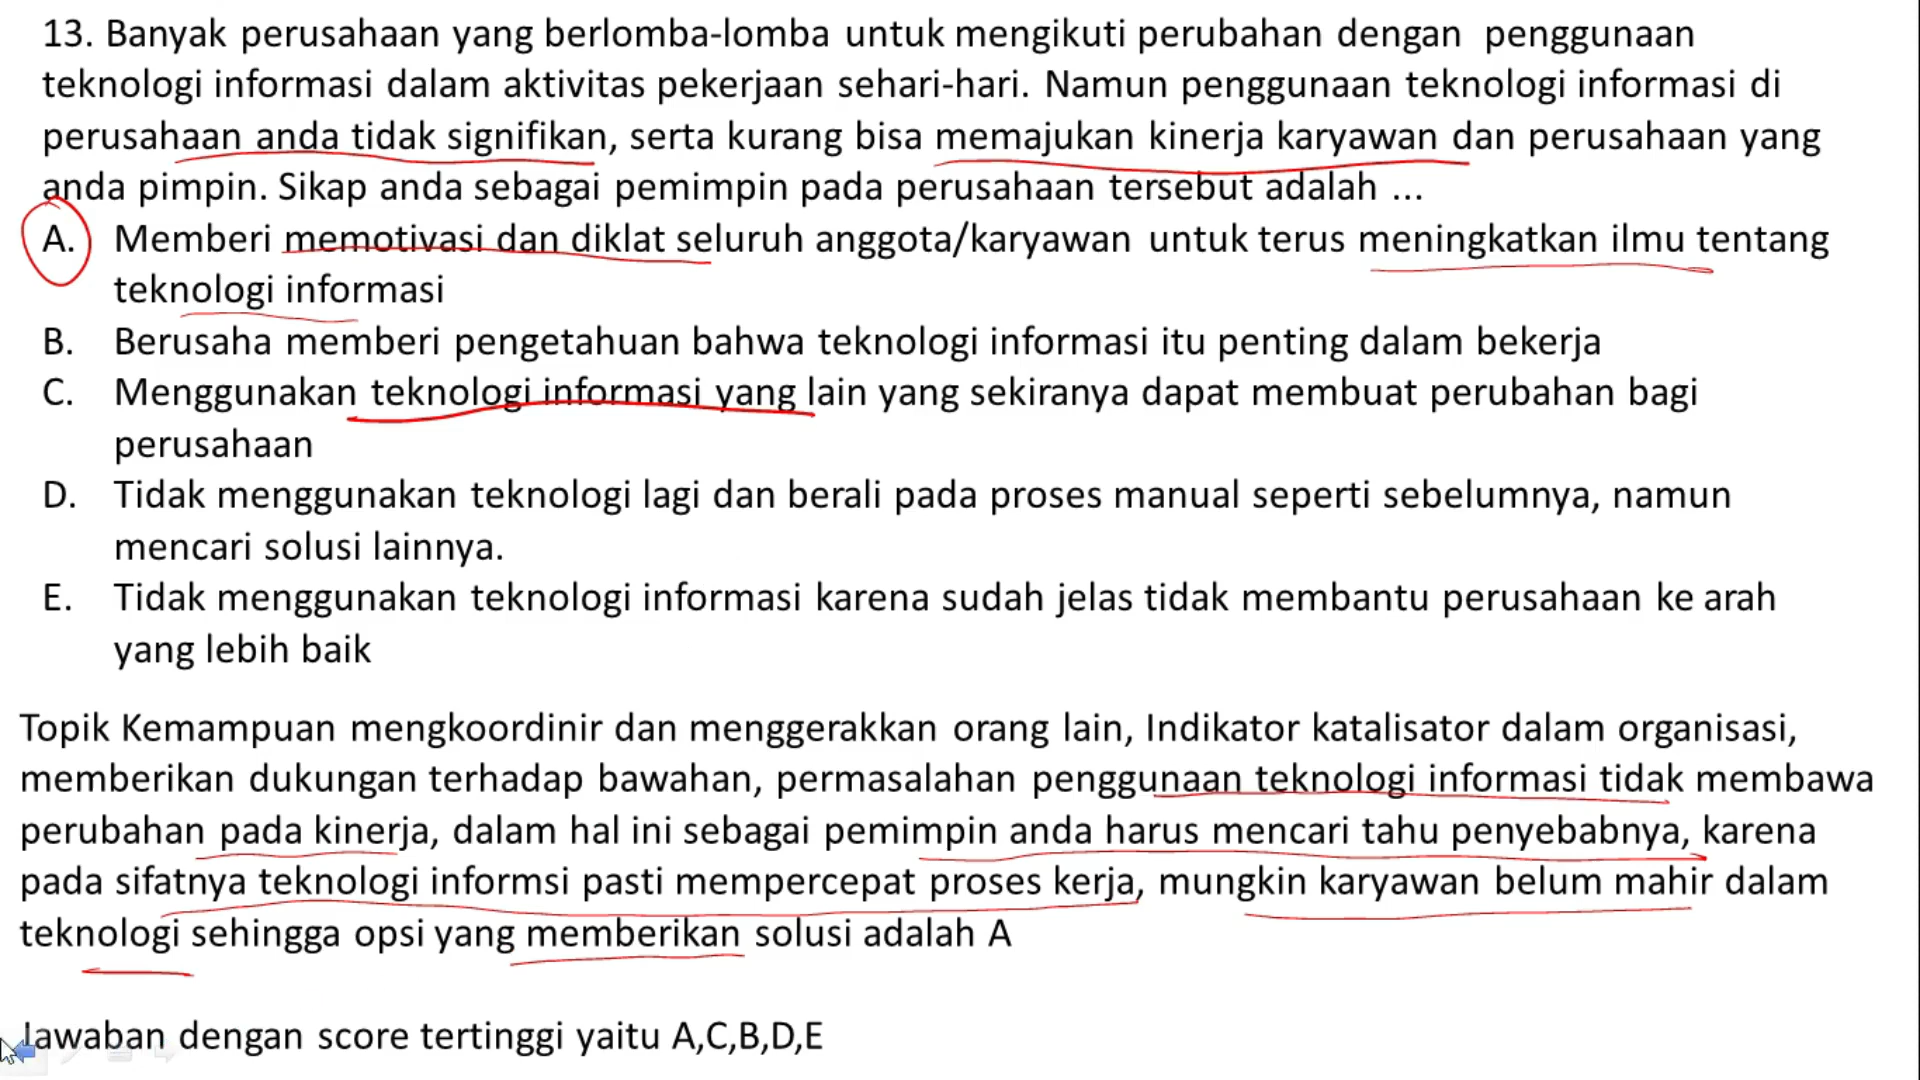 13. Banyak perusahaan yang berlomba-lomba untuk mengikuti perubahan dengan penggunaan
teknologi informasi dalam aktivitas pekerjaan sehari-hari. Namun penggunaan teknologi informasi di
perusahaan anda tidak signifikan, serta kurang bisa memajukan kinerja karyawan dan perusahaan yang
anda pimpin. Sikap anda sebagai pemimpin pada perusahaan tersebut adalah ...
A. Memberi memotivasi dan diklat seluruh anggota/karyawan untuk terus meningkatkan ilmu tentang
teknologi informasi
B. Berusaha memberi pengetahuan bahwa teknologi informasi itu penting dalam bekerja
C. Menggunakan teknologi informasi yang lain yang sekiranya dapat membuat perubahan bagi
perusahaan
D. Tidak menggunakan teknologi lagi dan berali pada proses manual seperti sebelumnya, namun
mencari solusi lainnya.
E. Tidak menggunakan teknologi informasi karena sudah jelas tidak membantu perusahaan ke arah
yang lebih baik
Topik Kemampuan mengkoordinir dan menggerakkan orang lain, Indikator katalisator dalam organisasi,
memberikan dukungan terhadap bawahan, permasalahan penggunaan teknologi informasi tidak membawa
perubahan pada kinerja, dalam hal ini sebagai pemimpin anda harus mencari tahu penyebabnya, karena
pada sifatnya teknologi informsi pasti mempercepat proses kerja, mungkin karyawan belum mahir dalam
teknologi sehingga opsi yang memberikan solusi adalah A
Jawaban dengan score tertinggi yaitu A,C,B,D,E